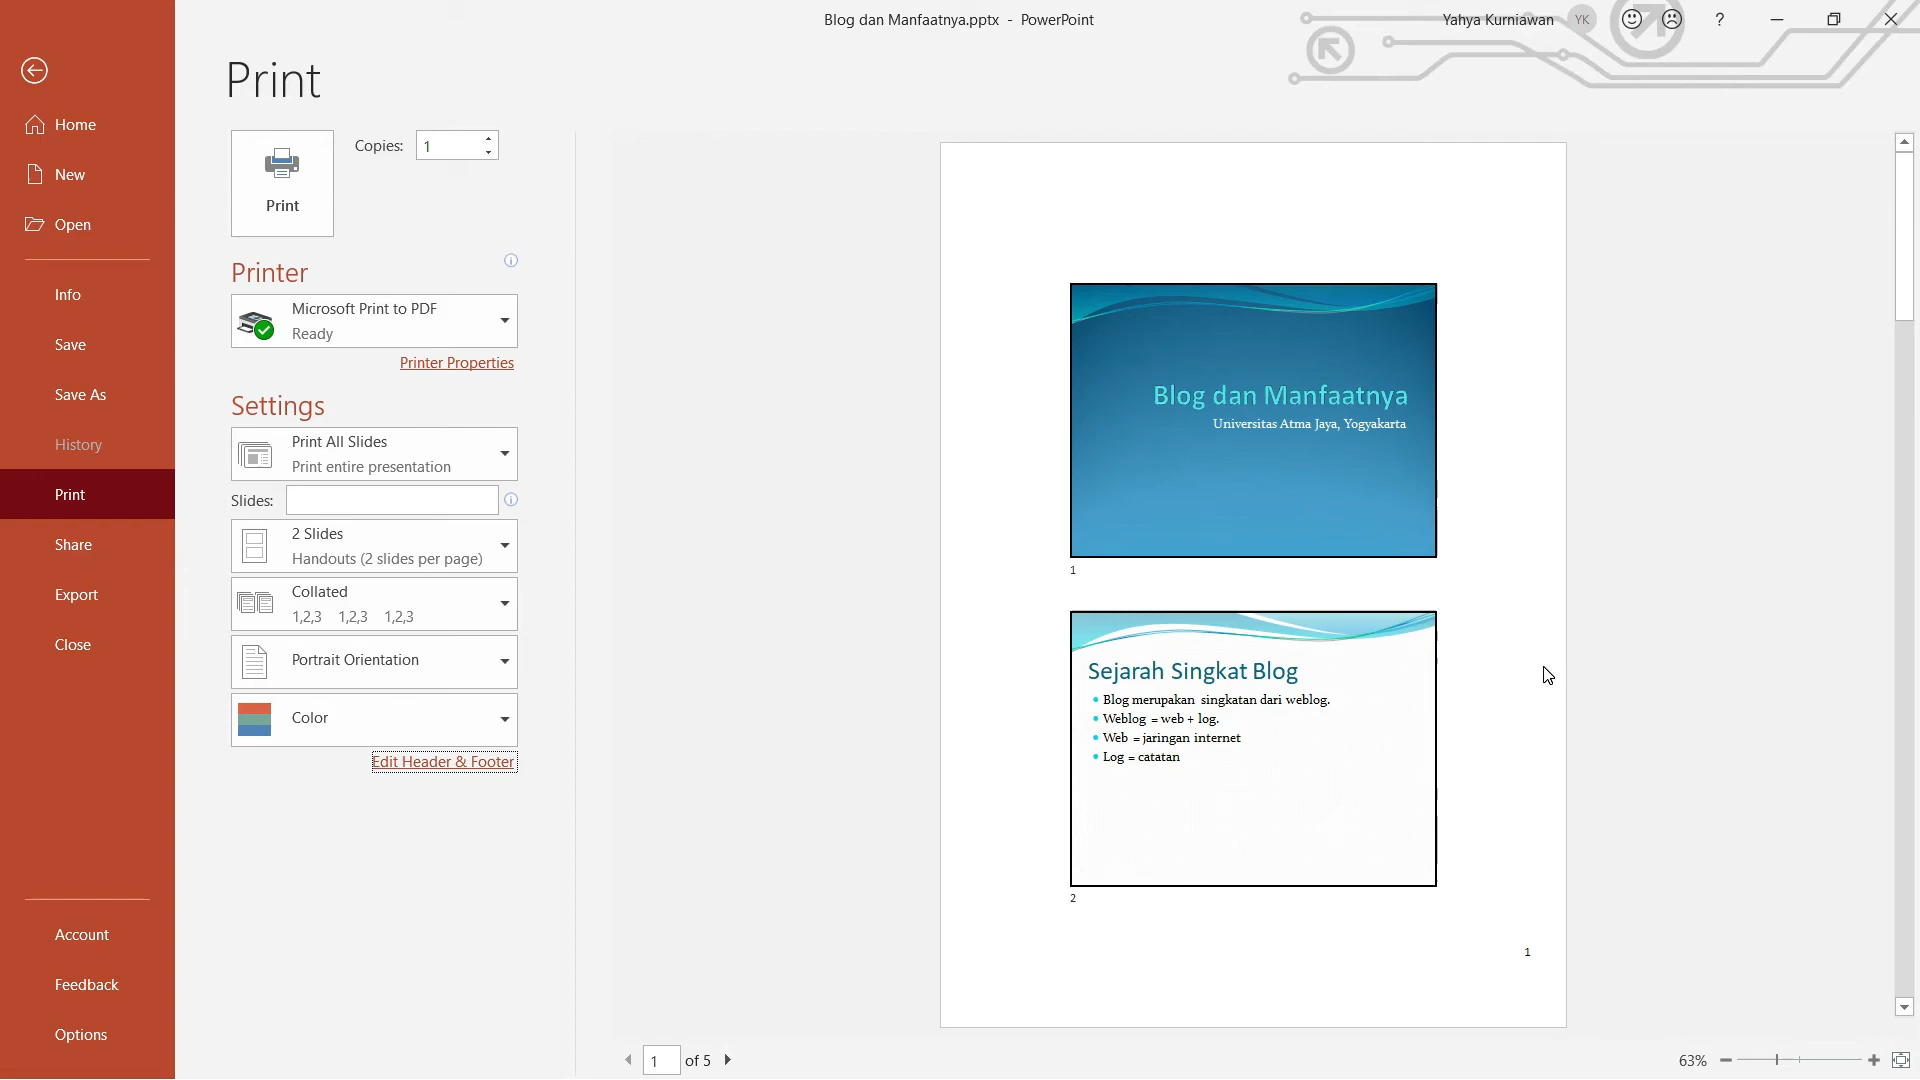 Blog dan Manfaatnya.pptx - PowerPoint
Yahya Kurniawan YK
?
Home
New
Open
Info
Save
Save As
History
Print
Share
Export
Close
Account
Feedback
Options
Print
Print
Copies: 1
Printer
Microsoft Print to PDF
Ready
Printer Properties
Settings
Print All Slides
Print entire presentation
Slides:
2 Slides
Handouts (2 slides per page)
Collated
1,2,3 1,2,3 1,2,3
Portrait Orientation
Color
Edit Header & Footer
Blog dan Manfaatnya
Universitas Atma Jaya, Yogyakarta
1
Sejarah Singkat Blog
• Blog merupakan singkatan dari weblog.
• Weblog = web + log.
• Web = jaringan internet
• Log = catatan
2
1
1 of 5
63%